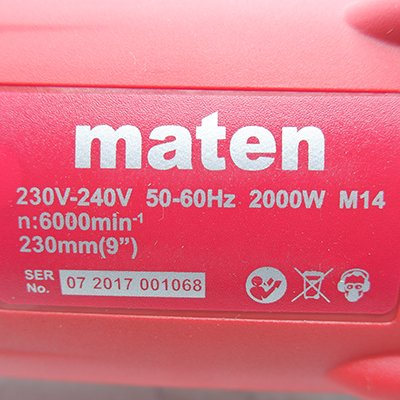 maten
230V-240V 50-60Hz 2000W M14
n:6000min⁻¹
230mm(9”)
SER No. 07 2017 001068